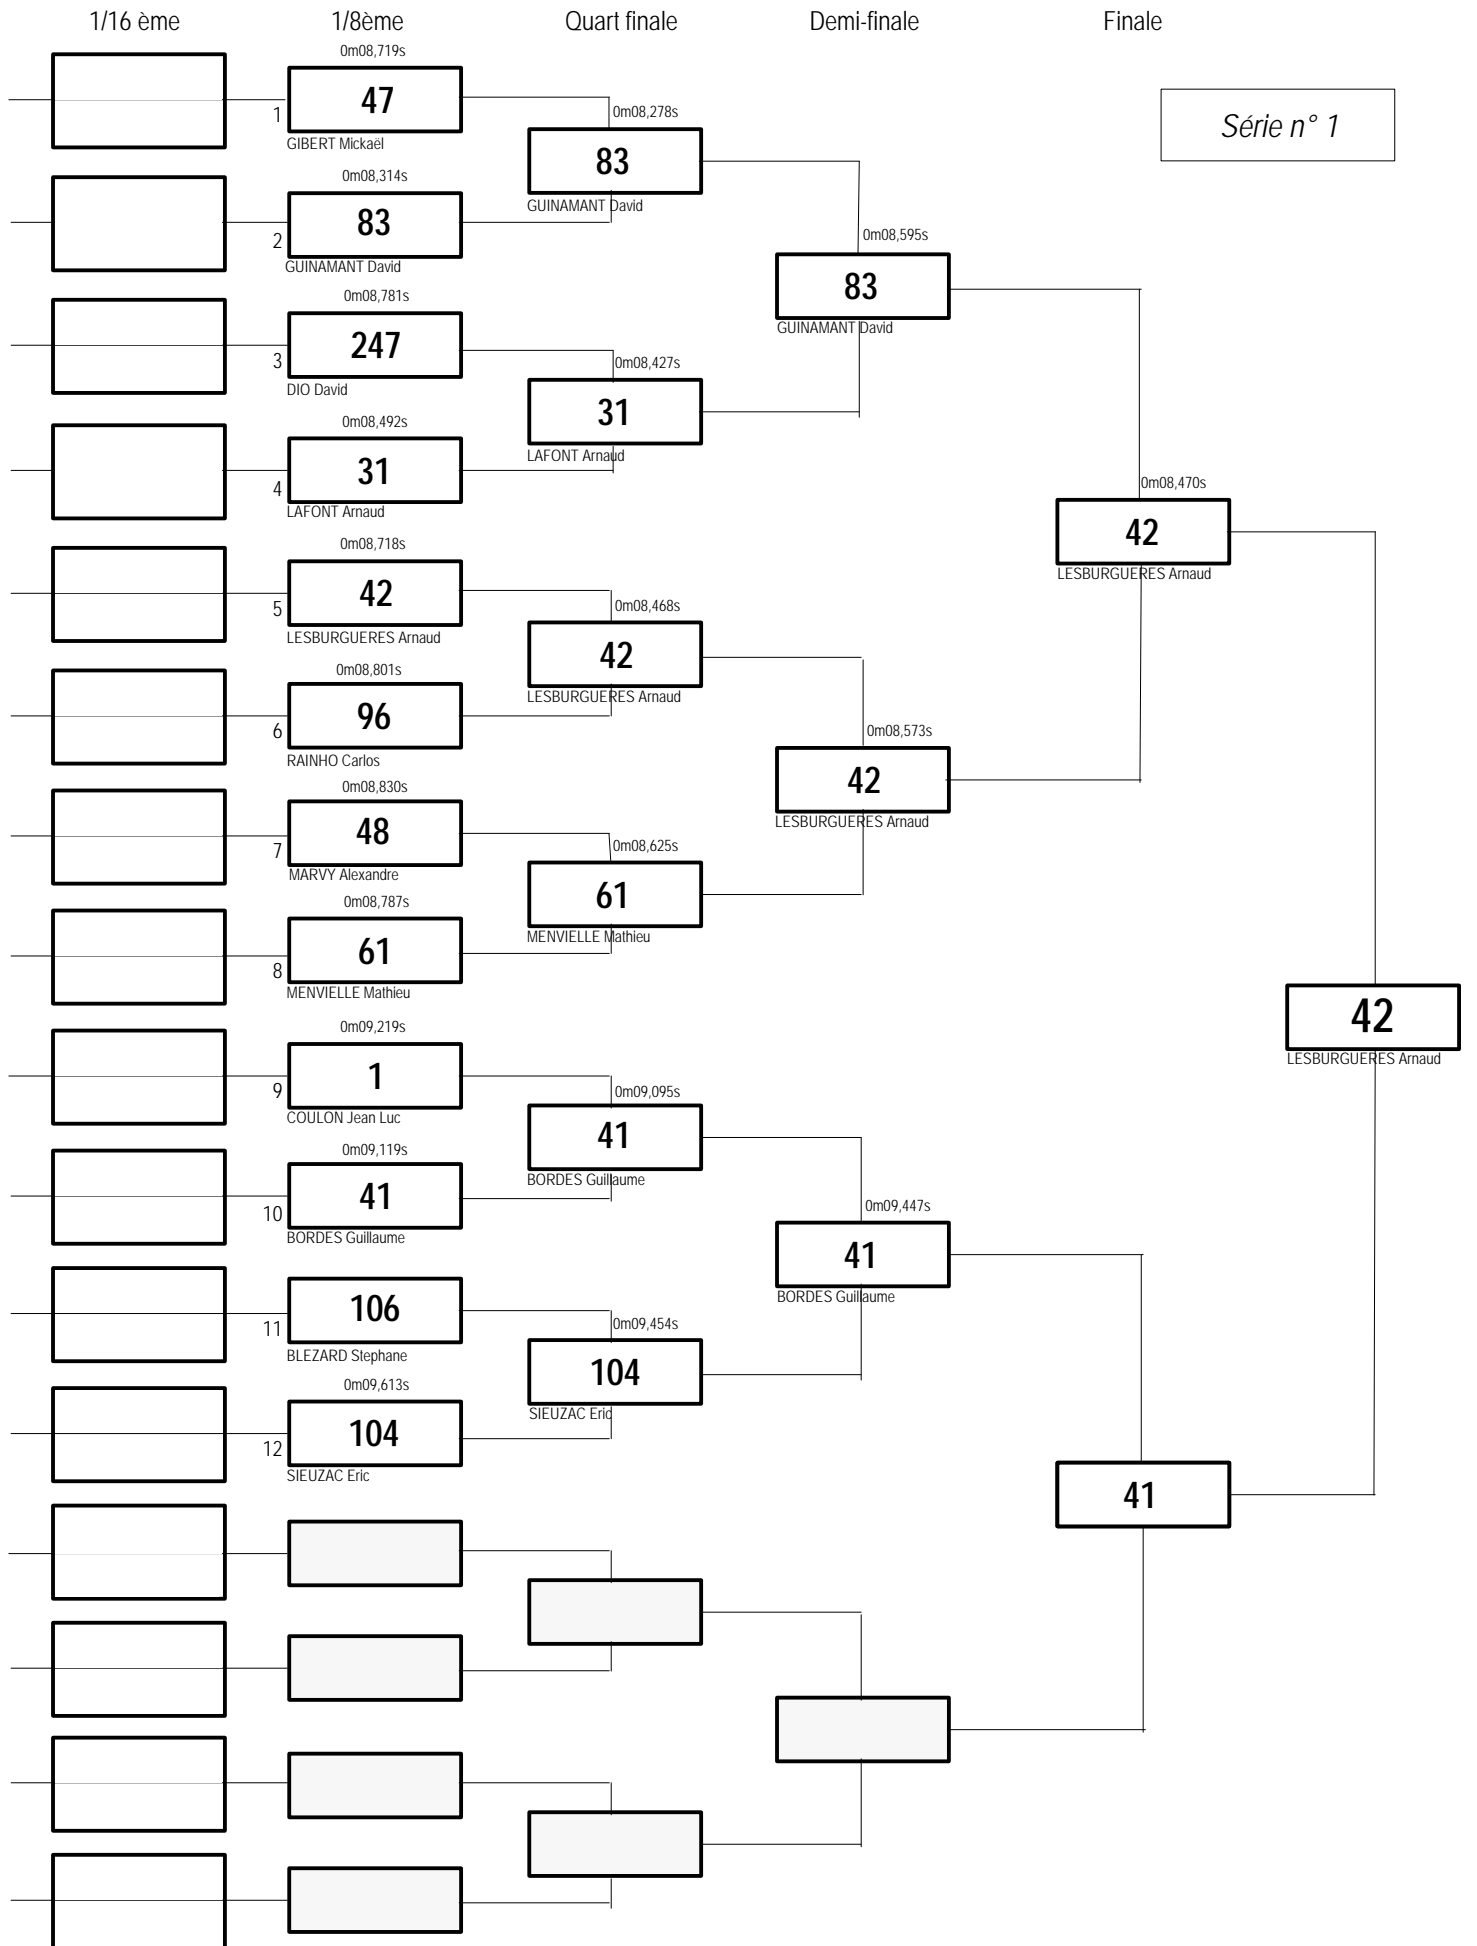 1/16 ème
1/8ème
Quart finale
Demi-finale
Finale
Série n° 1
0m08,719s
1
47
GIBERT Mickaël
0m08,314s
2
83
GUINAMANT David
0m08,781s
3
247
DIO David
0m08,492s
4
31
LAFONT Arnaud
0m08,718s
5
42
LESBURGUERES Arnaud
0m08,801s
6
96
RAINHO Carlos
0m08,830s
7
48
MARVY Alexandre
0m08,787s
8
61
MENVIELLE Mathieu
0m09,219s
9
1
COULON Jean Luc
0m09,119s
10
41
BORDES Guillaume
11
106
BLEZARD Stephane
0m09,613s
12
104
SIEUZAC Eric
0m08,278s
83
GUINAMANT David
0m08,427s
31
LAFONT Arnaud
0m08,468s
42
LESBURGUERES Arnaud
0m08,625s
61
MENVIELLE Mathieu
0m09,095s
41
BORDES Guillaume
0m09,454s
104
SIEUZAC Eric
0m08,595s
83
GUINAMANT David
0m08,573s
42
LESBURGUERES Arnaud
0m09,447s
41
BORDES Guillaume
0m08,470s
42
LESBURGUERES Arnaud
41
42
LESBURGUERES Arnaud